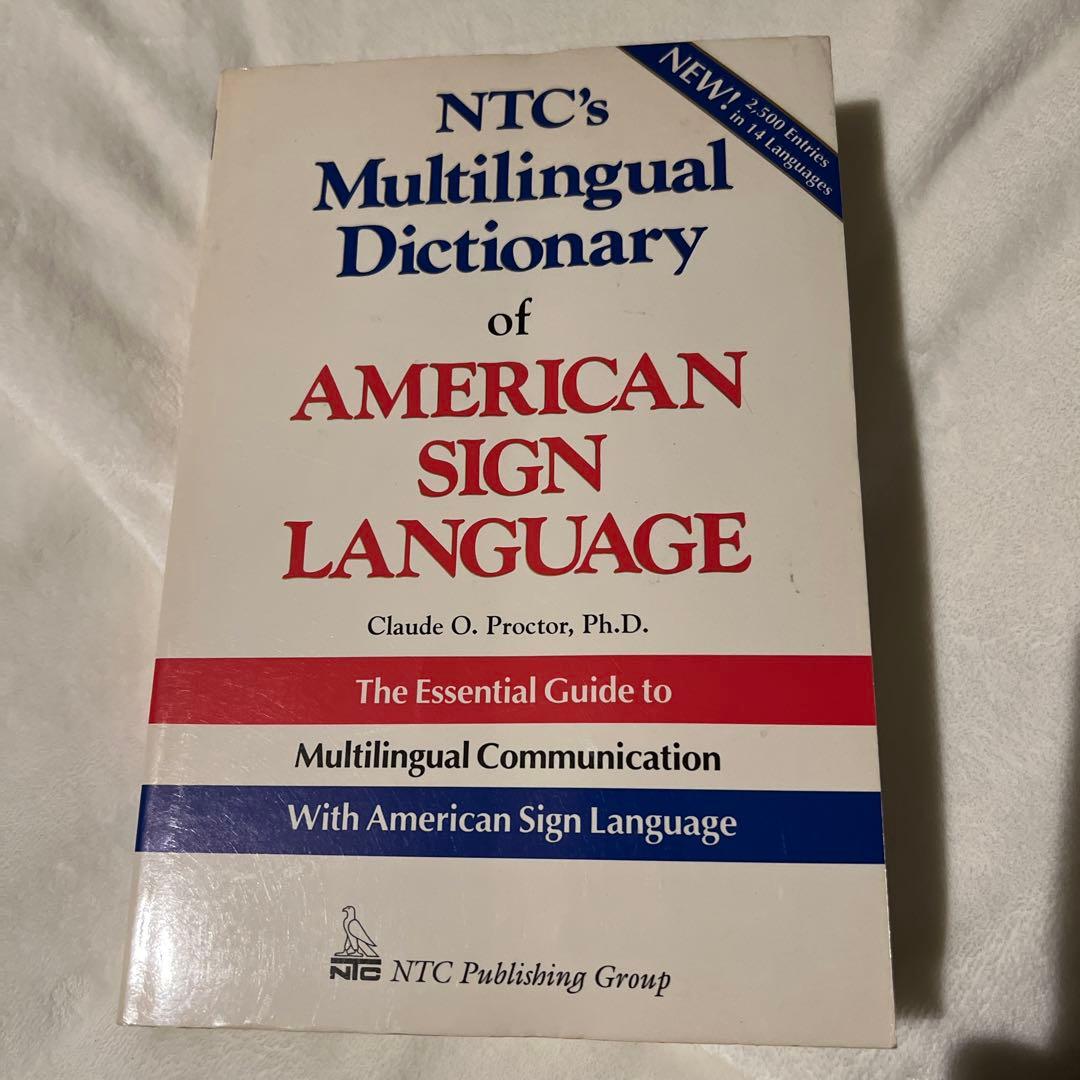 NEW! 2,500 Entries
in 14 Languages
NTC's
Multilingual
Dictionary
of
AMERICAN
SIGN
LANGUAGE
Claude O. Proctor, Ph.D.
The Essential Guide to
Multilingual Communication
With American Sign Language
NTC
NTC Publishing Group